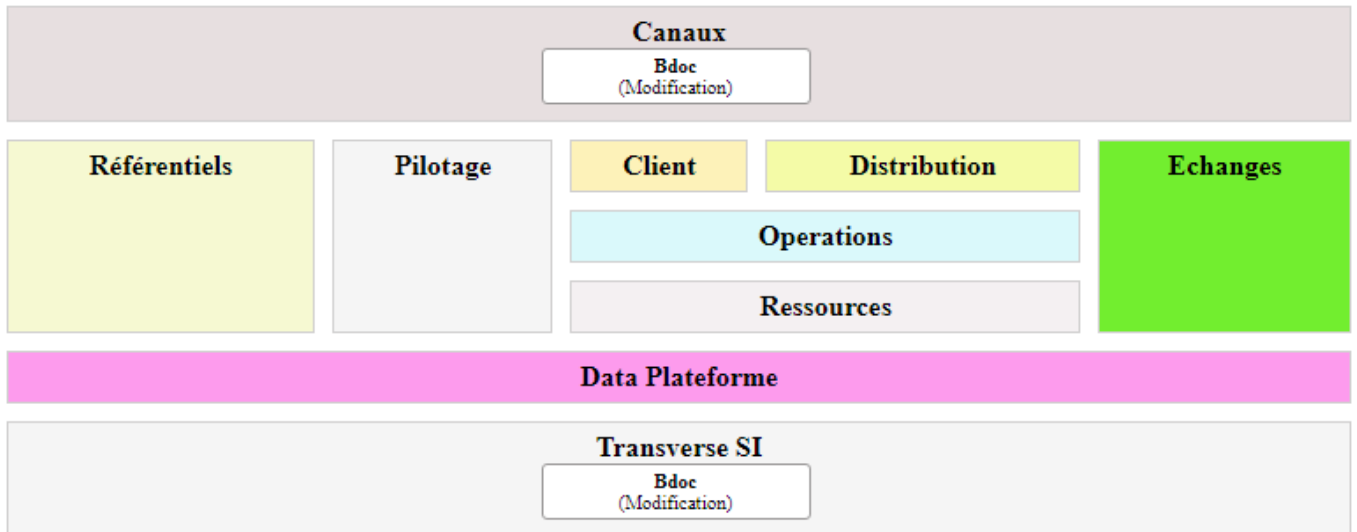 Canaux
Bdoc
(Modification)
Référentiels
Pilotage
Client
Distribution
Echanges
Operations
Ressources
Data Plateforme
Transverse SI
Bdoc
(Modification)